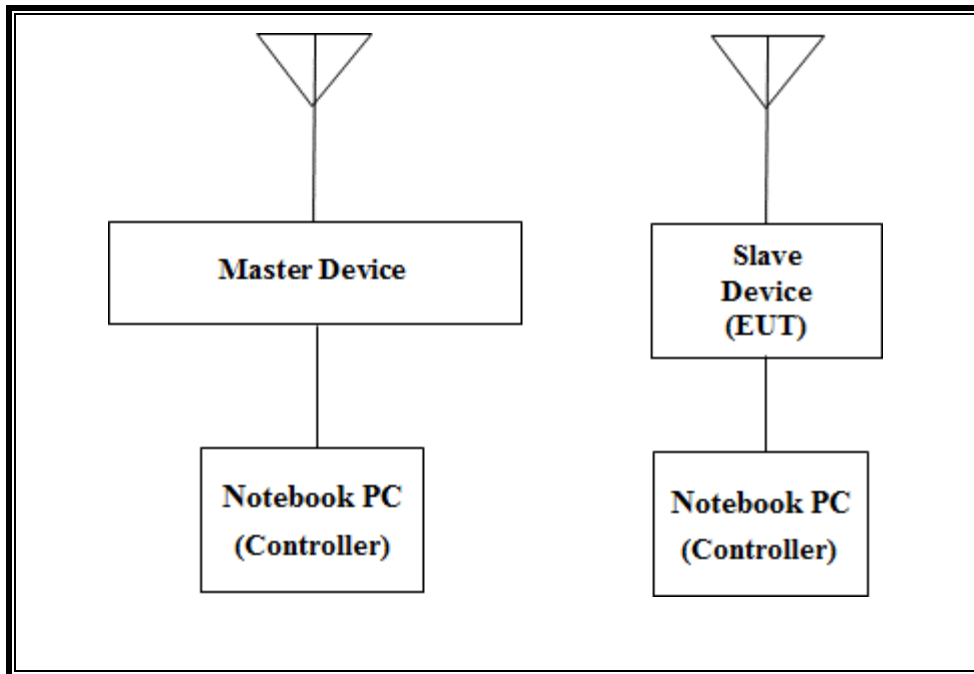 Master Device
Slave
Device
(EUT)
Notebook PC
(Controller)
Notebook PC
(Controller)